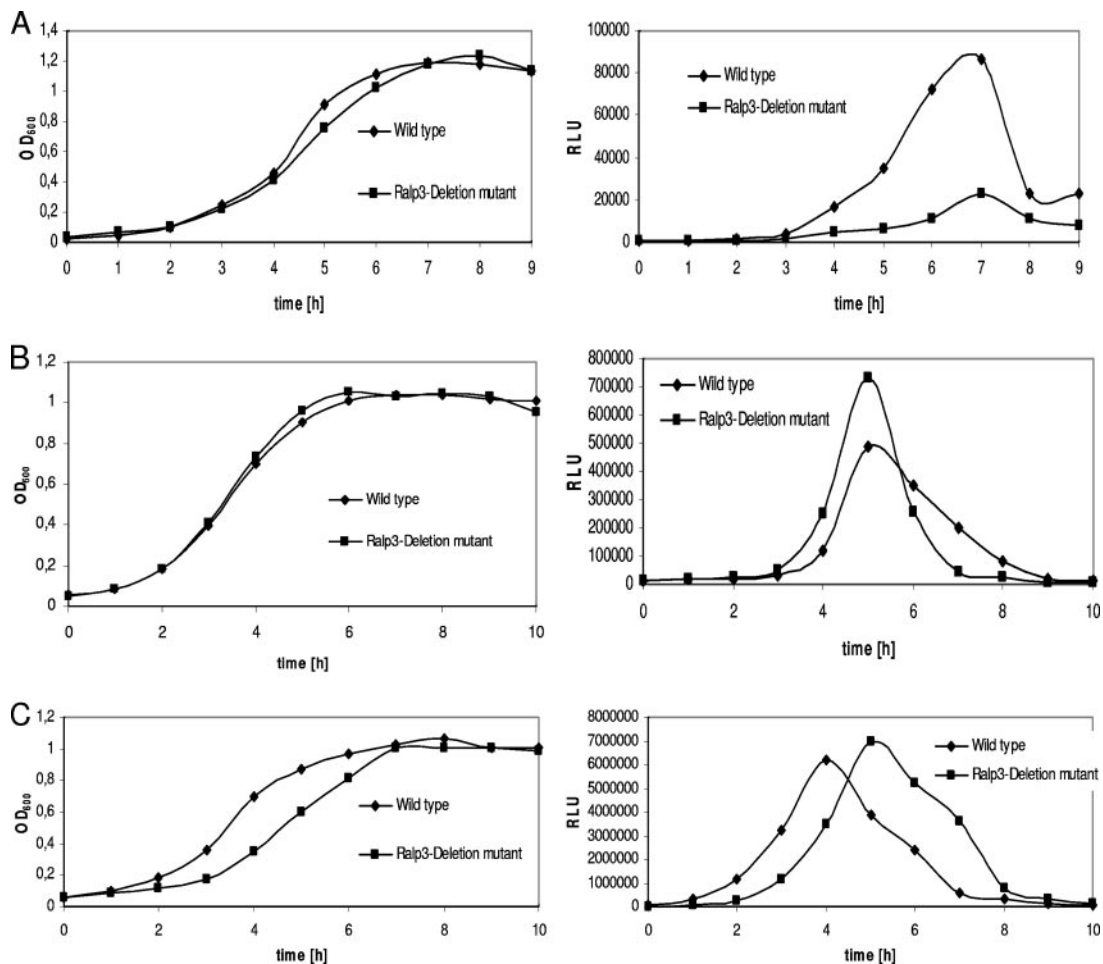 A
1,4
1,2
1
0,8
0,6
0,4
0,2
0
OD600
0 1 2 3 4 5 6 7 8 9
time [h]
Wild type
Ralp3-Deletion mutant
100000
80000
60000
40000
20000
0
RLU
0 1 2 3 4 5 6 7 8 9
time [h]
Wild type
Ralp3-Deletion mutant
B
1,2
1
0,8
0,6
0,4
0,2
0
OD600
0 2 4 6 8 10
time [h]
Wild type
Ralp3-Deletion mutant
800000
700000
600000
500000
400000
300000
200000
100000
0
RLU
0 2 4 6 8 10
time [h]
Wild type
Ralp3-Deletion mutant
C
1,2
1
0,8
0,6
0,4
0,2
0
OD600
0 2 4 6 8 10
time [h]
Wild type
Ralp3-Deletion mutant
8000000
7000000
6000000
5000000
4000000
3000000
2000000
1000000
0
RLU
0 2 4 6 8 10
time [h]
Wild type
Ralp3-Deletion mutant